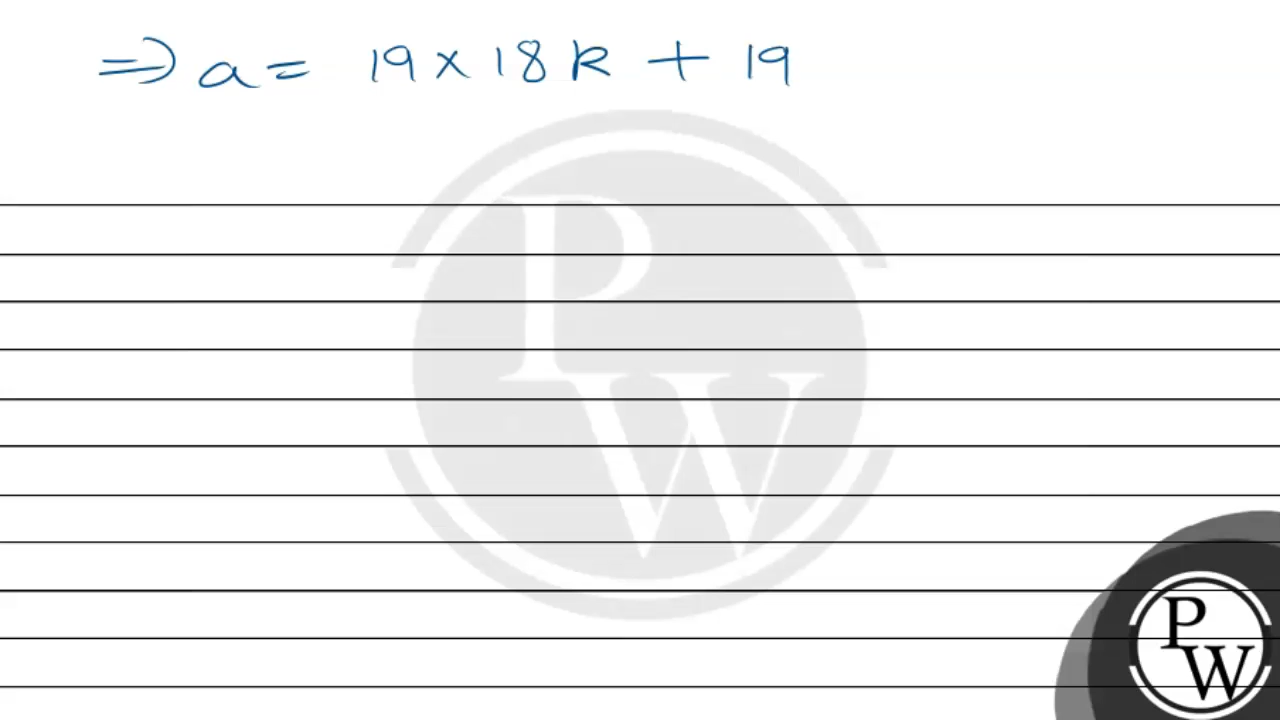 ⇒ a = 19 × 18 k + 19
P
W
P
W